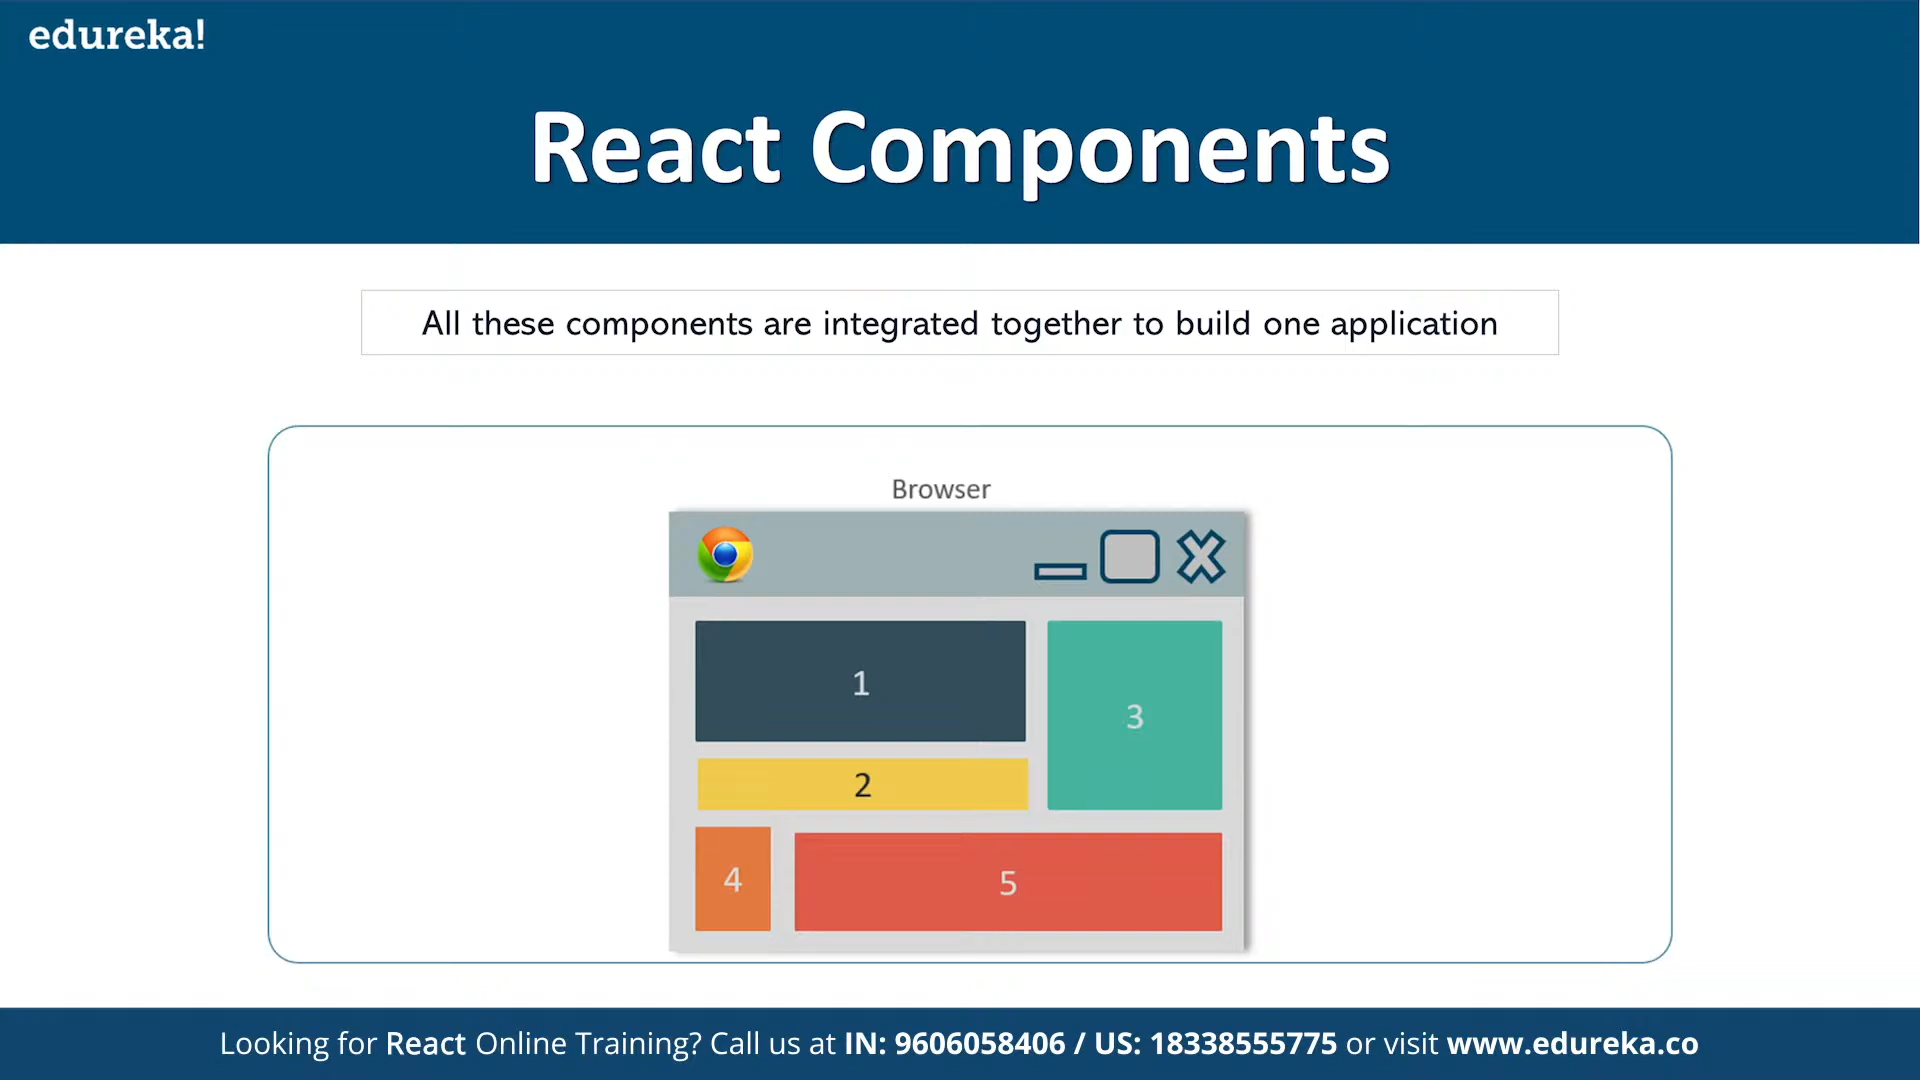 edureka!
React Components
All these components are integrated together to build one application
Browser
1
3
2
4
5
Looking for React Online Training? Call us at IN: 9606058406 / US: 18338555775 or visit www.edureka.co